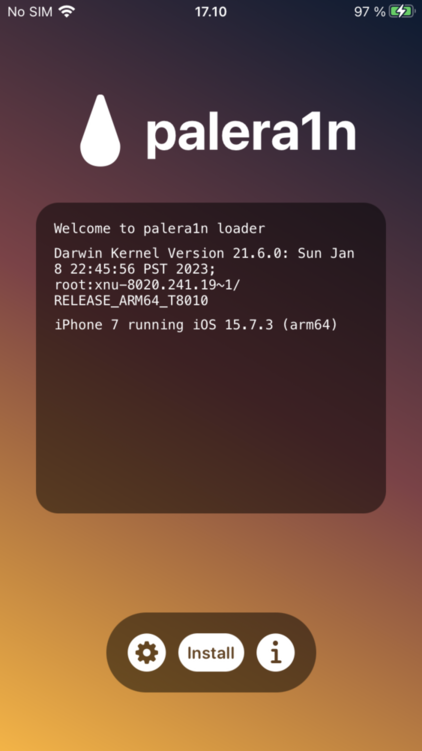 No SIM 17.10 97 %
palera1n
Welcome to palera1n loader
Darwin Kernel Version 21.6.0: Sun Jan
8 22:45:56 PST 2023;
root:xnu-8020.241.19~1/
RELEASE_ARM64_T8010
iPhone 7 running iOS 15.7.3 (arm64)
Install